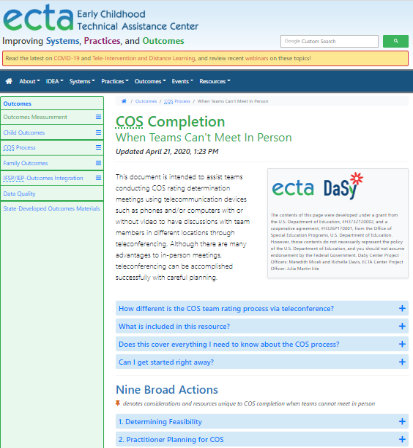 ecta Early Childhood
Technical Assistance Center
Improving Systems, Practices, and Outcomes
Google Custom Search
Search
Read the latest on COVID-19 and Tele-Intervention and Distance Learning, and review recent webinars on these topics!
About IDEA Systems Practices Outcomes Events Resources
Outcomes
Outcomes Measurement
Child Outcomes
COS Process
Family Outcomes
IFSP/IEP-Outcomes Integration
Data Quality
State-Developed Outcomes Materials
/ Outcomes / COS Process / When Teams Can't Meet In Person
COS Completion
When Teams Can't Meet In Person
Updated April 21, 2020, 1:23 PM
This document is intended to assist teams
conducting COS rating determination
meetings using telecommunication devices
such as phones and/or computers with or
without video to have discussions with team
members in different locations through
teleconferencing. Although there are many
advantages to in-person meetings,
teleconferencing can be accomplished
successfully with careful planning.
ecta DaSy
The contents of this page were developed under a grant from
the U.S. Department of Education, and a
cooperative agreement, from the Office of
Special Education Programs, U.S. Department of Education.
However, those contents do not necessarily represent the policy
of the U.S. Department of Education, and you should not assume
endorsement by the Federal Government. DaSy Center Project
Officers: Meredith Miceli and Richelle Davis. ECTA Center Project
Officer: Julia Martin Eile
How different is the COS team rating process via teleconference? +
What is included in this resource? +
Does this cover everything I need to know about the COS process? +
Can I get started right away? +
Nine Broad Actions
denotes considerations and resources unique to COS completion when teams cannot meet in person
1. Determining Feasibility +
2. Practitioner Planning for COS +